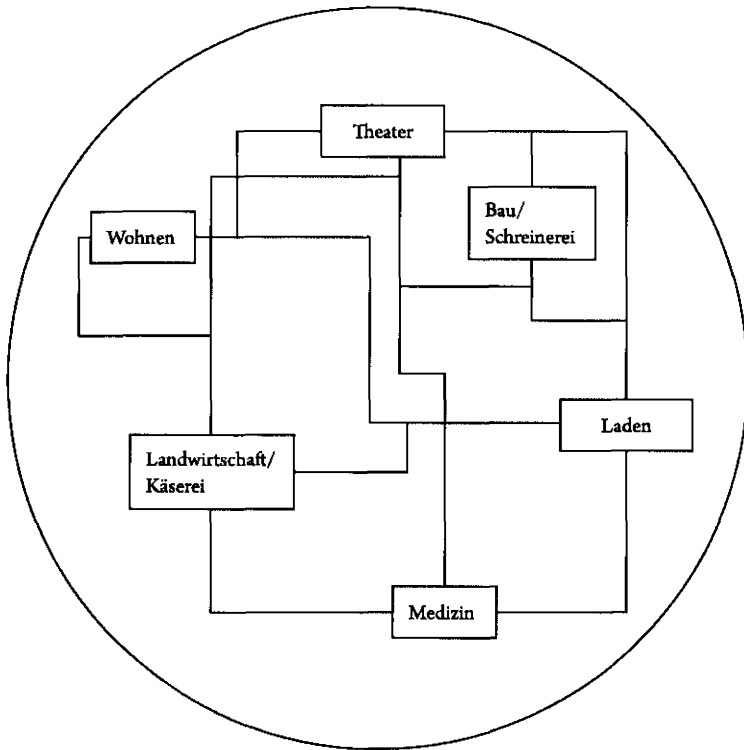 Theater
Bau/
Schreinerei
Wohnen
Laden
Landwirtschaft/
Käserei
Medizin